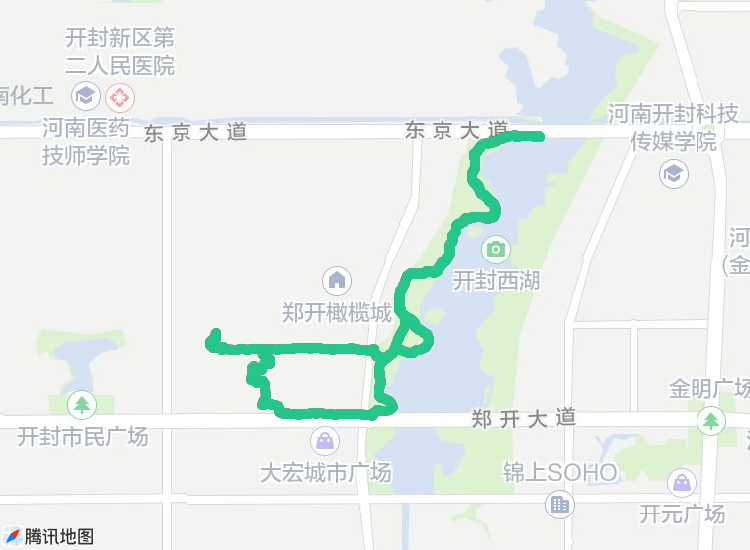 开封新区第
二人民医院
南化工
河南医药
技师学院
东京大道
东京大道
河南开封科技
传媒学院
河
(金
开封西湖
郑开橄榄城
金明广场
郑开大道
开封市民广场
大宏城市广场
锦上SOHO
开元广场
腾讯地图